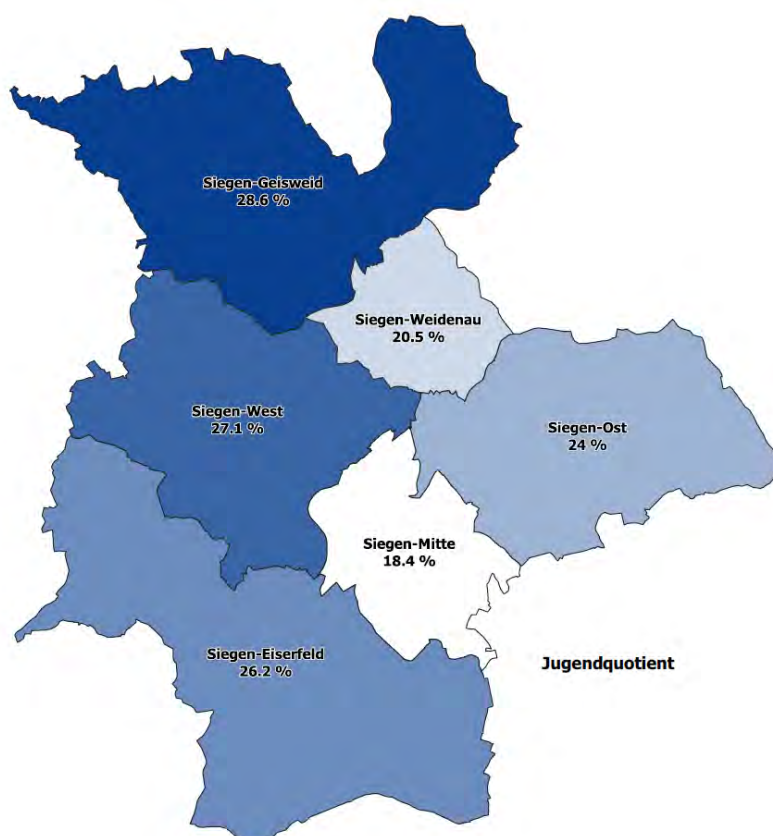 Siegen-Geisweid
28.6 %
Siegen-Weidenau
20.5 %
Siegen-West
27.1 %
Siegen-Ost
24 %
Siegen-Mitte
18.4 %
Siegen-Eiserfeld
26.2 %
Jugendquotient